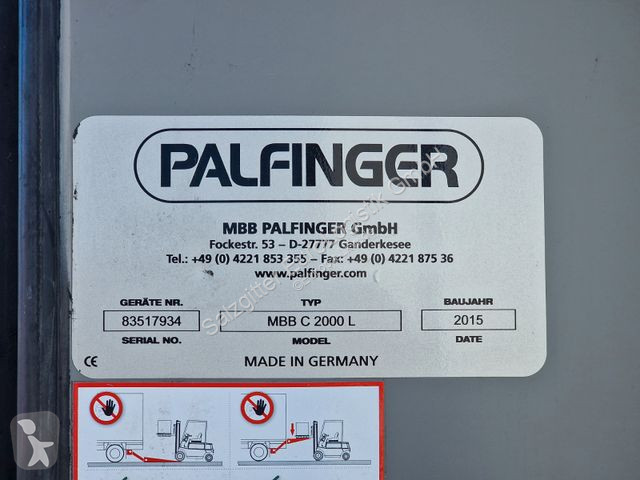 PALFINGER
MBB PALFINGER GmbH
Fockestr. 53 – D-27777 Ganderkesee
Tel.: +49 (0) 4221 853 355 – Fax: +49 (0) 4221 875 36
www.palfinger.com
GERÄTE NR. TYP BAUJAHR
83517934 MBB C 2000 L 2015
SERIAL NO. MODEL DATE
CE MADE IN GERMANY